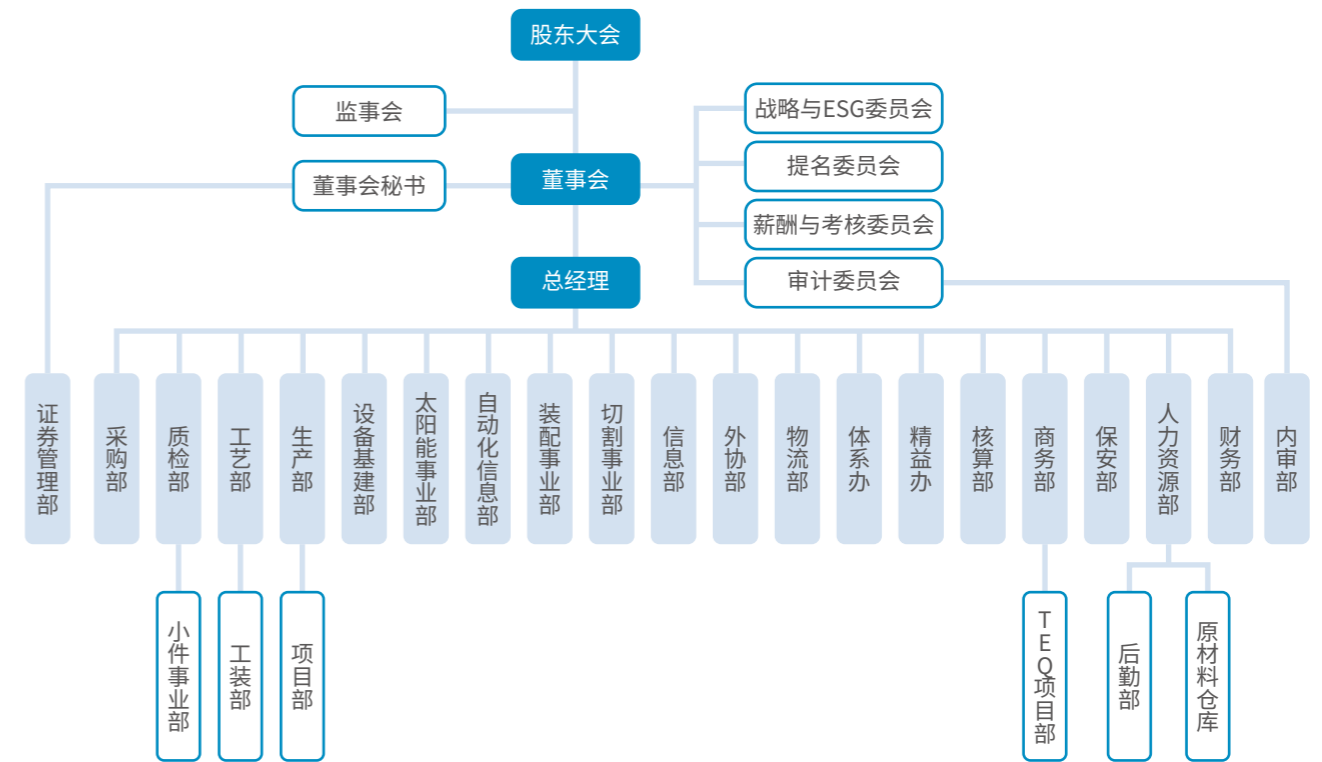 股东大会
监事会
战略与ESG委员会
提名委员会
董事会秘书
董事会
薪酬与考核委员会
总经理
审计委员会
证券管理部
采购部
质检部
工艺部
生产部
设备基建部
太阳能事业部
自动化信息部
装配事业部
切割事业部
信息部
外协部
物流部
体系办
精益办
核算部
商务部
保安部
人力资源部
财务部
内审部
小件事业部
工装部
项目部
TEQ项目部
后勤部
原材料仓库